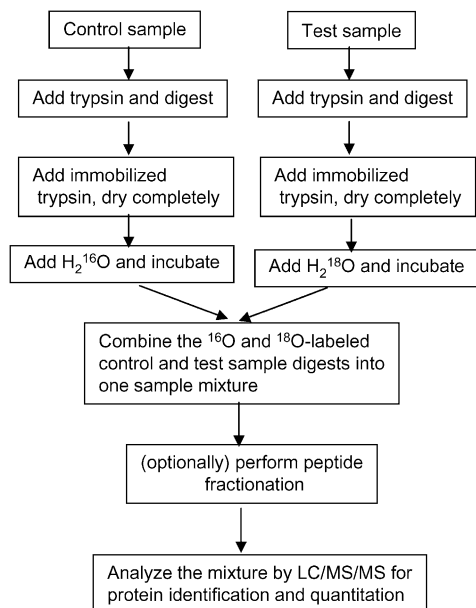 Control sample
Test sample
Add trypsin and digest
Add trypsin and digest
Add immobilized
trypsin, dry completely
Add immobilized
trypsin, dry completely
Add H₂¹⁶O and incubate
Add H₂¹⁸O and incubate
Combine the ¹⁶O and ¹⁸O-labeled
control and test sample digests into
one sample mixture
(optionally) perform peptide
fractionation
Analyze the mixture by LC/MS/MS for
protein identification and quantitation